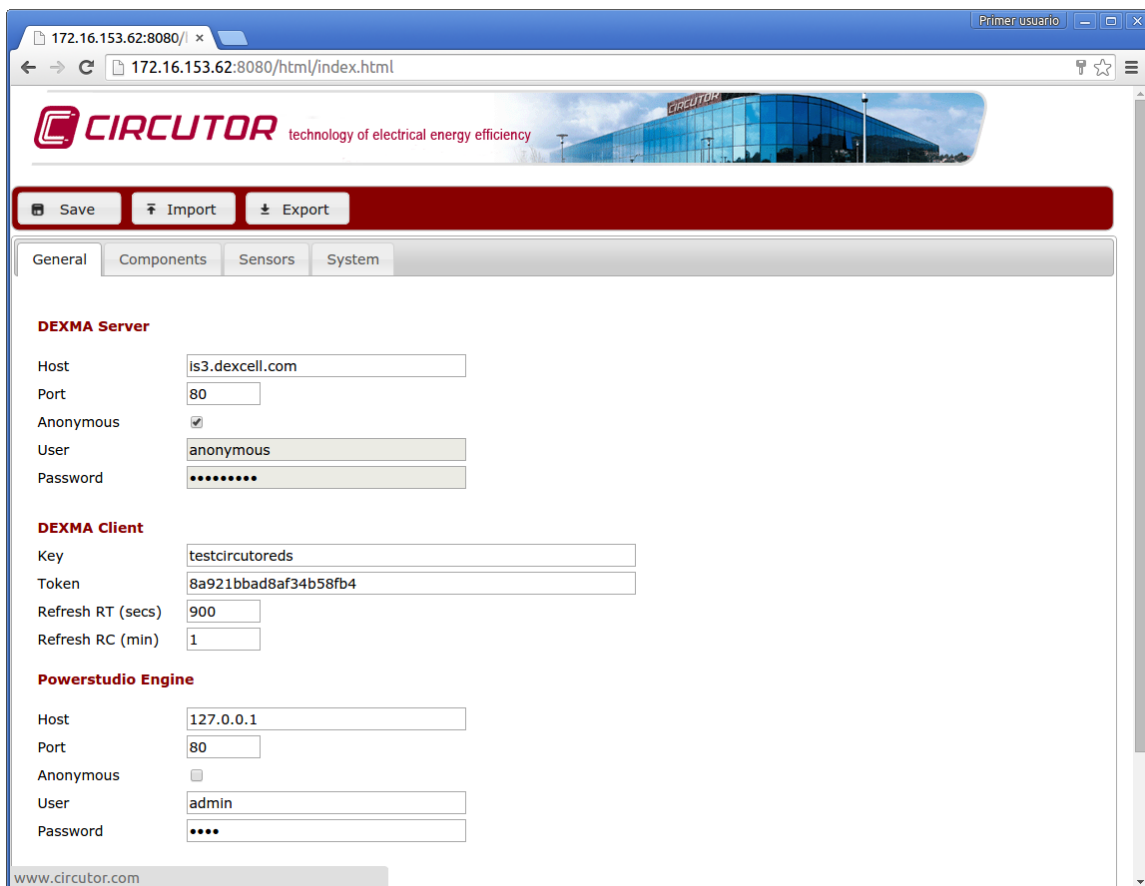 Primer usuario
172.16.153.62:8080/
172.16.153.62:8080/html/index.html
CIRCUTOR technology of electrical energy efficiency
CIRCUTOR
Save Import Export
General Components Sensors System
DEXMA Server
Host is3.dexcell.com
Port 80
Anonymous
User anonymous
Password •••••••••
DEXMA Client
Key testcircutoreds
Token 8a921bbad8af34b58fb4
Refresh RT (secs) 900
Refresh RC (min) 1
Powerstudio Engine
Host 127.0.0.1
Port 80
Anonymous
User admin
Password ••••
www.circutor.com